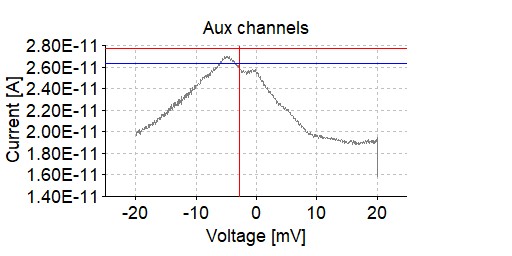 Aux channels
2.80E-11
2.60E-11
2.40E-11
2.20E-11
2.00E-11
1.80E-11
1.60E-11
1.40E-11
Current [A]
-20 -10 0 10 20
Voltage [mV]